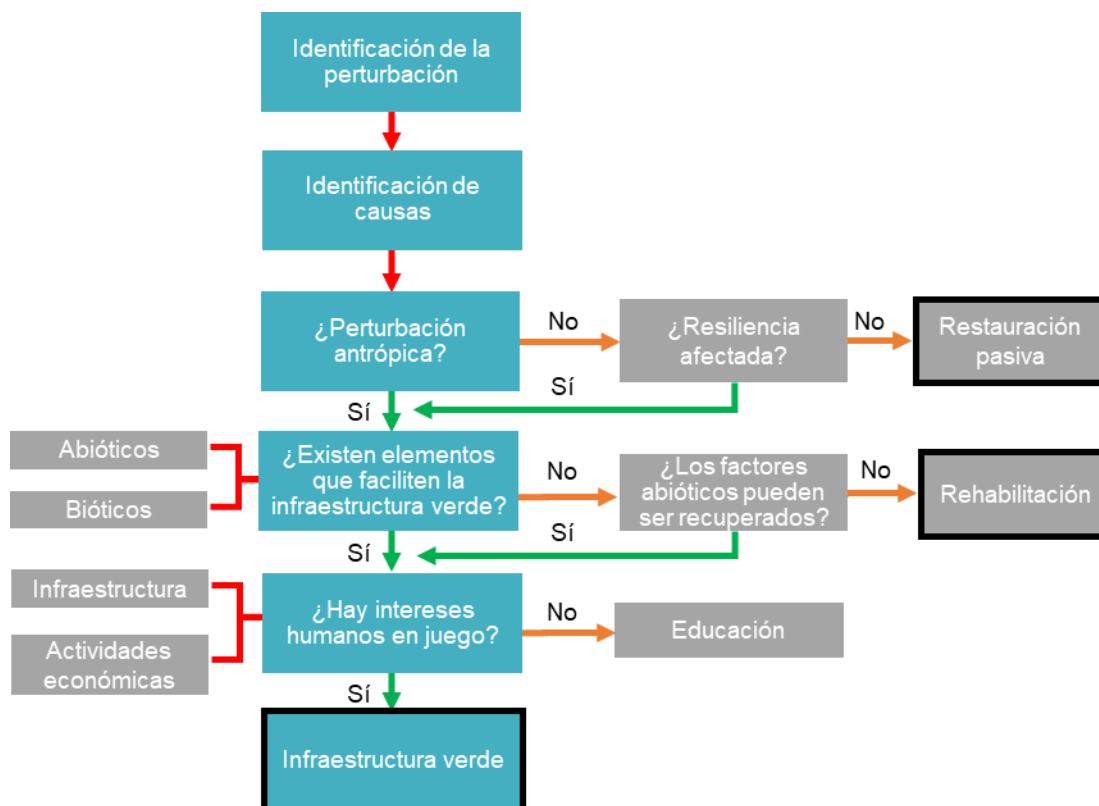 Identificación de la
perturbación
Identificación de
causas
¿Perturbación
antrópica?
No
¿Resiliencia
afectada?
No
Restauración
pasiva
Sí
Sí
Abióticos
Bióticos
¿Existen elementos
que faciliten la
infraestructura verde?
No
¿Los factores
abióticos pueden
ser recuperados?
No
Rehabilitación
Sí
Sí
Infraestructura
Actividades
económicas
¿Hay intereses
humanos en juego?
No
Educación
Sí
Infraestructura verde